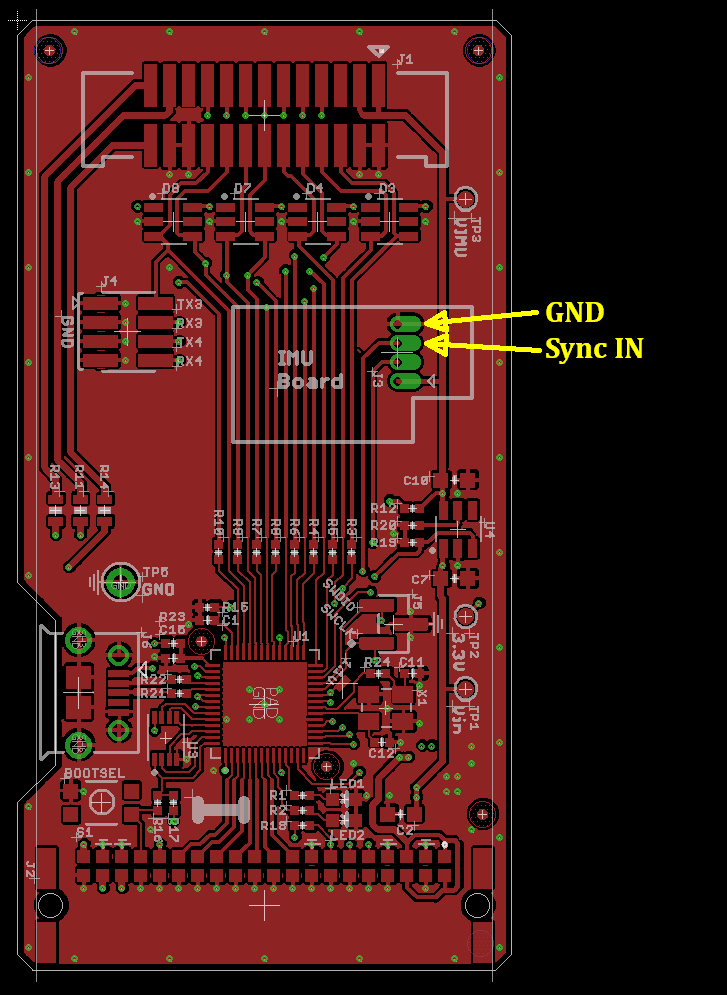 J1
D8 D7 D4 D3
TP3
VIMU
J4
TX3
RX3
TX4
RX4
GND
GND
Sync IN
IMU
Board
J3
C10
R13 R11 R14
R12
R20
R19
U4
R10 R9 R8 R7 R6 R4 R5 R3
C7
TP5
GND
GND
SWDIO
SWCLK
J5
R15
C1
R23
C15
J6
U1
TP2
3.3V
R22
R21
R24 C11
X1
PAD
GND
TP1
Vin
U3
C12
BOOTSEL
S1
R16 R17
LED1
R1
R2
R18
LED2
C2
J2